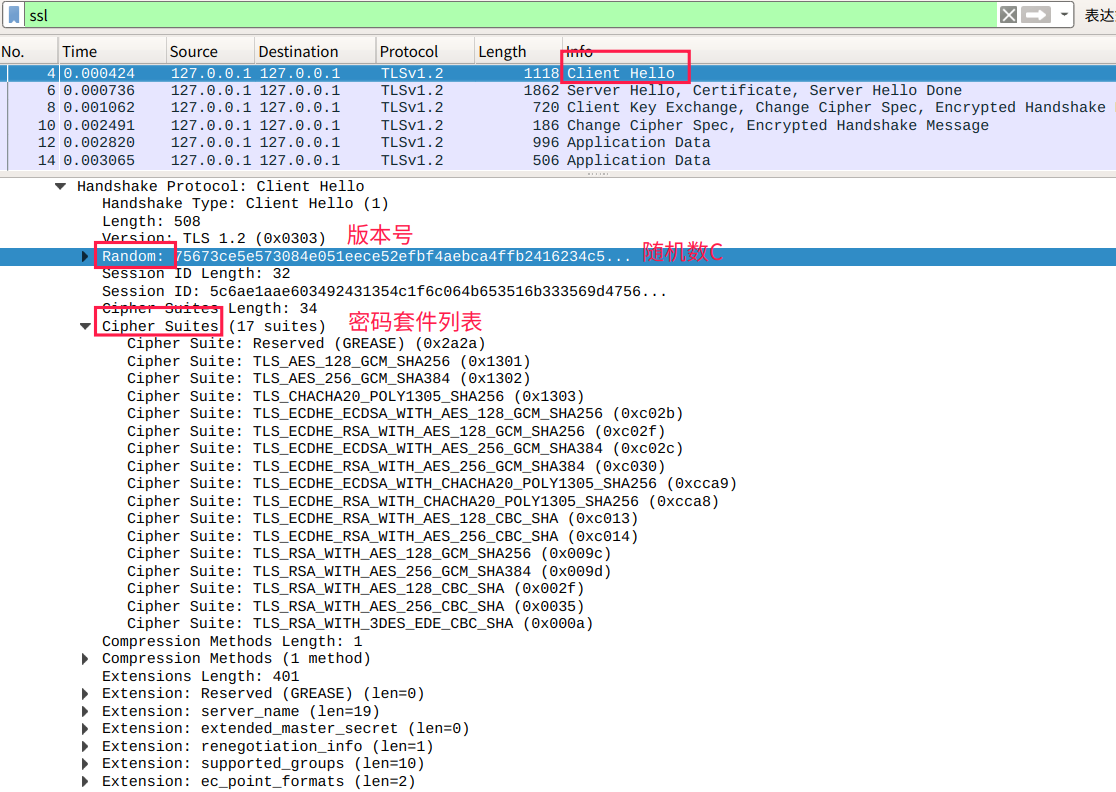 ssl 表达
No. Time Source Destination Protocol Length Info
4 0.000424 127.0.0.1 127.0.0.1 TLSv1.2 1118 Client Hello
6 0.000736 127.0.0.1 127.0.0.1 TLSv1.2 1862 Server Hello, Certificate, Server Hello Done
8 0.001062 127.0.0.1 127.0.0.1 TLSv1.2 720 Client Key Exchange, Change Cipher Spec, Encrypted Handshake
10 0.002491 127.0.0.1 127.0.0.1 TLSv1.2 186 Change Cipher Spec, Encrypted Handshake Message
12 0.002820 127.0.0.1 127.0.0.1 TLSv1.2 996 Application Data
14 0.003065 127.0.0.1 127.0.0.1 TLSv1.2 506 Application Data
Handshake Protocol: Client Hello
Handshake Type: Client Hello (1)
Length: 508
Version: TLS 1.2 (0x0303) 版本号
Random: 75673ce5e573084e051eece52efbf4aebca4ffb2416234c5... 随机数C
Session ID Length: 32
Session ID: 5c6ae1aae603492431354c1f6c064b653516b333569d4756...
Cipher Suites Length: 34
Cipher Suites (17 suites) 密码套件列表
Cipher Suite: Reserved (GREASE) (0x2a2a)
Cipher Suite: TLS_AES_128_GCM_SHA256 (0x1301)
Cipher Suite: TLS_AES_256_GCM_SHA384 (0x1302)
Cipher Suite: TLS_CHACHA20_POLY1305_SHA256 (0x1303)
Cipher Suite: TLS_ECDHE_ECDSA_WITH_AES_128_GCM_SHA256 (0xc02b)
Cipher Suite: TLS_ECDHE_RSA_WITH_AES_128_GCM_SHA256 (0xc02f)
Cipher Suite: TLS_ECDHE_ECDSA_WITH_AES_256_GCM_SHA384 (0xc02c)
Cipher Suite: TLS_ECDHE_RSA_WITH_AES_256_GCM_SHA384 (0xc030)
Cipher Suite: TLS_ECDHE_ECDSA_WITH_CHACHA20_POLY1305_SHA256 (0xcca9)
Cipher Suite: TLS_ECDHE_RSA_WITH_CHACHA20_POLY1305_SHA256 (0xcca8)
Cipher Suite: TLS_ECDHE_RSA_WITH_AES_128_CBC_SHA (0xc013)
Cipher Suite: TLS_ECDHE_RSA_WITH_AES_256_CBC_SHA (0xc014)
Cipher Suite: TLS_RSA_WITH_AES_128_GCM_SHA256 (0x009c)
Cipher Suite: TLS_RSA_WITH_AES_256_GCM_SHA384 (0x009d)
Cipher Suite: TLS_RSA_WITH_AES_128_CBC_SHA (0x002f)
Cipher Suite: TLS_RSA_WITH_AES_256_CBC_SHA (0x0035)
Cipher Suite: TLS_RSA_WITH_3DES_EDE_CBC_SHA (0x000a)
Compression Methods Length: 1
Compression Methods (1 method)
Extensions Length: 401
Extension: Reserved (GREASE) (len=0)
Extension: server_name (len=19)
Extension: extended_master_secret (len=0)
Extension: renegotiation_info (len=1)
Extension: supported_groups (len=10)
Extension: ec_point_formats (len=2)